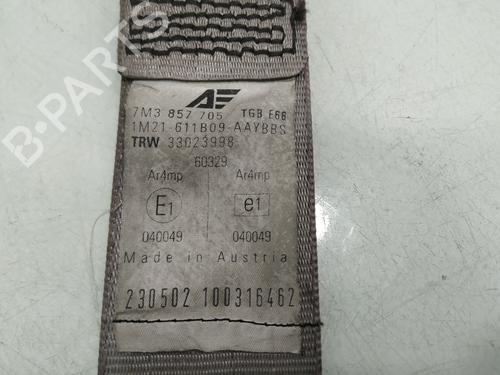 AE
7M3 857 705 TGB E66
1M21-611B09-AAYBBS
TRW 33023998
60329
Ar4mp Ar4mp
E1 e1
040049 040049
Made in Austria
230502 100316462
B-PARTS